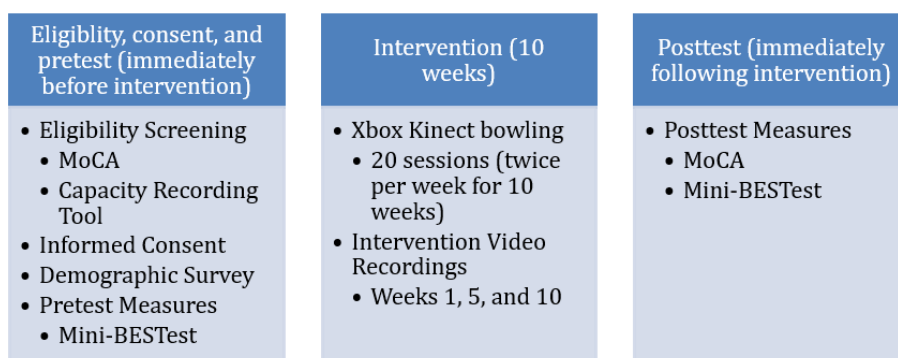 Eligiblity, consent, and
pretest (immediately
before intervention)
• Eligibility Screening
• MoCA
• Capacity Recording
Tool
• Informed Consent
• Demographic Survey
• Pretest Measures
• Mini-BESTest
Intervention (10
weeks)
• Xbox Kinect bowling
• 20 sessions (twice
per week for 10
weeks)
• Intervention Video
Recordings
• Weeks 1, 5, and 10
Posttest (immediately
following intervention)
• Posttest Measures
• MoCA
• Mini-BESTest